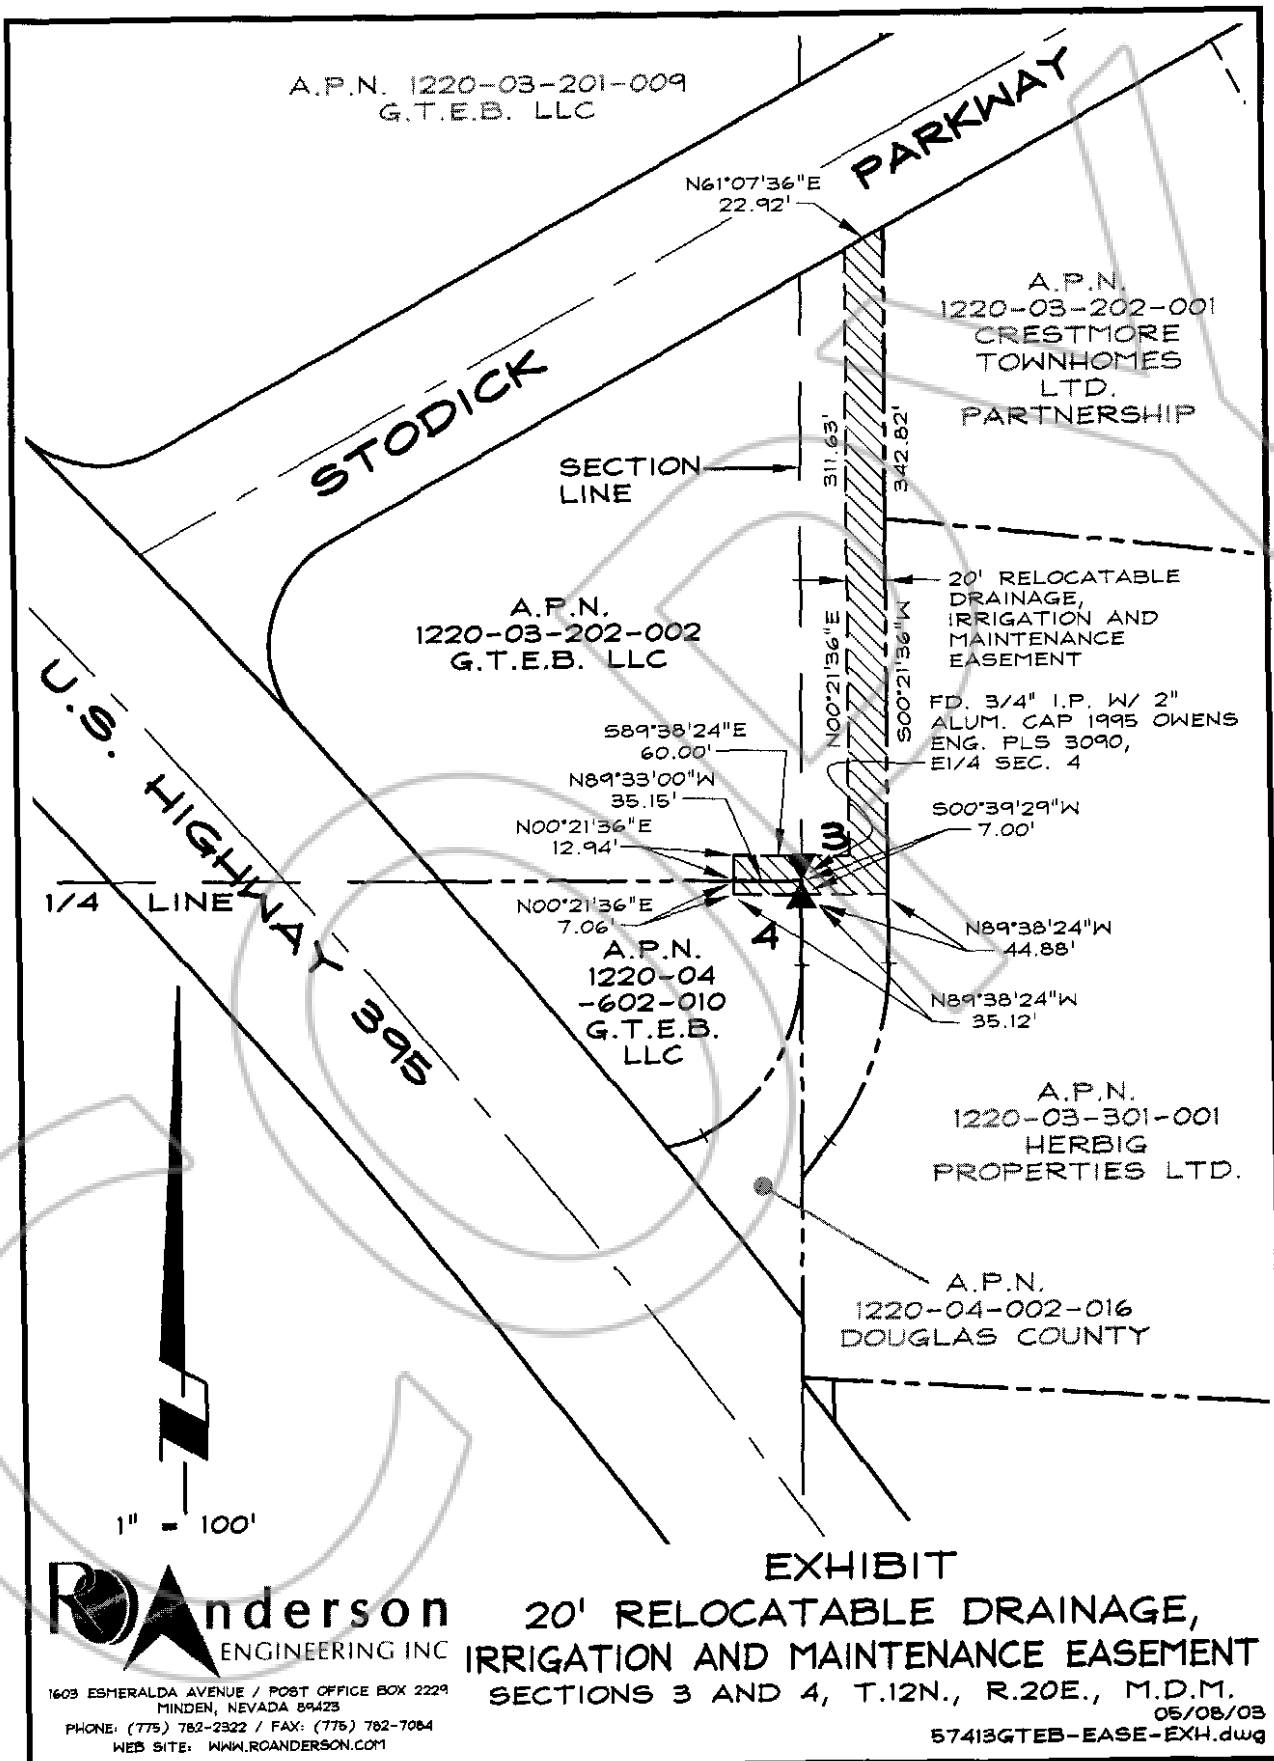 A.P.N. 1220-03-201-009
G.T.E.B. LLC
PARKWAY
N61°07'36"E
22.92'
A.P.N.
1220-03-202-001
CRESTMORE
TOWNHOMES
LTD.
PARTNERSHIP
STODICK
SECTION
LINE
311.63'
342.82'
20' RELOCATABLE
DRAINAGE,
IRRIGATION AND
MAINTENANCE
EASEMENT
A.P.N.
1220-03-202-002
G.T.E.B. LLC
N00°21'36"E
S00°21'36"W
U.S. HIGHWAY 395
FD. 3/4" I.P. W/ 2"
ALUM. CAP 1995 OWENS
ENG. PLS 3090,
E1/4 SEC. 4
S89°38'24"E
60.00'
N89°33'00"W
35.15'
N00°21'36"E
12.94'
S00°39'29"W
7.00'
3
1/4 LINE
N00°21'36"E
7.06'
4
N89°38'24"W
44.88'
A.P.N.
1220-04
-602-010
G.T.E.B.
LLC
N89°38'24"W
35.12'
A.P.N.
1220-03-301-001
HERBIG
PROPERTIES LTD.
A.P.N.
1220-04-002-016
DOUGLAS COUNTY
1" = 100'
COPY
ROAnderson
ENGINEERING INC
1603 ESMERALDA AVENUE / POST OFFICE BOX 2229
MINDEN, NEVADA 89423
PHONE: (775) 782-2322 / FAX: (775) 782-7084
WEB SITE: WWW.ROANDERSON.COM
EXHIBIT
20' RELOCATABLE DRAINAGE,
IRRIGATION AND MAINTENANCE EASEMENT
SECTIONS 3 AND 4, T.12N., R.20E., M.D.M.
05/08/03
57413GTEB-EASE-EXH.dwg